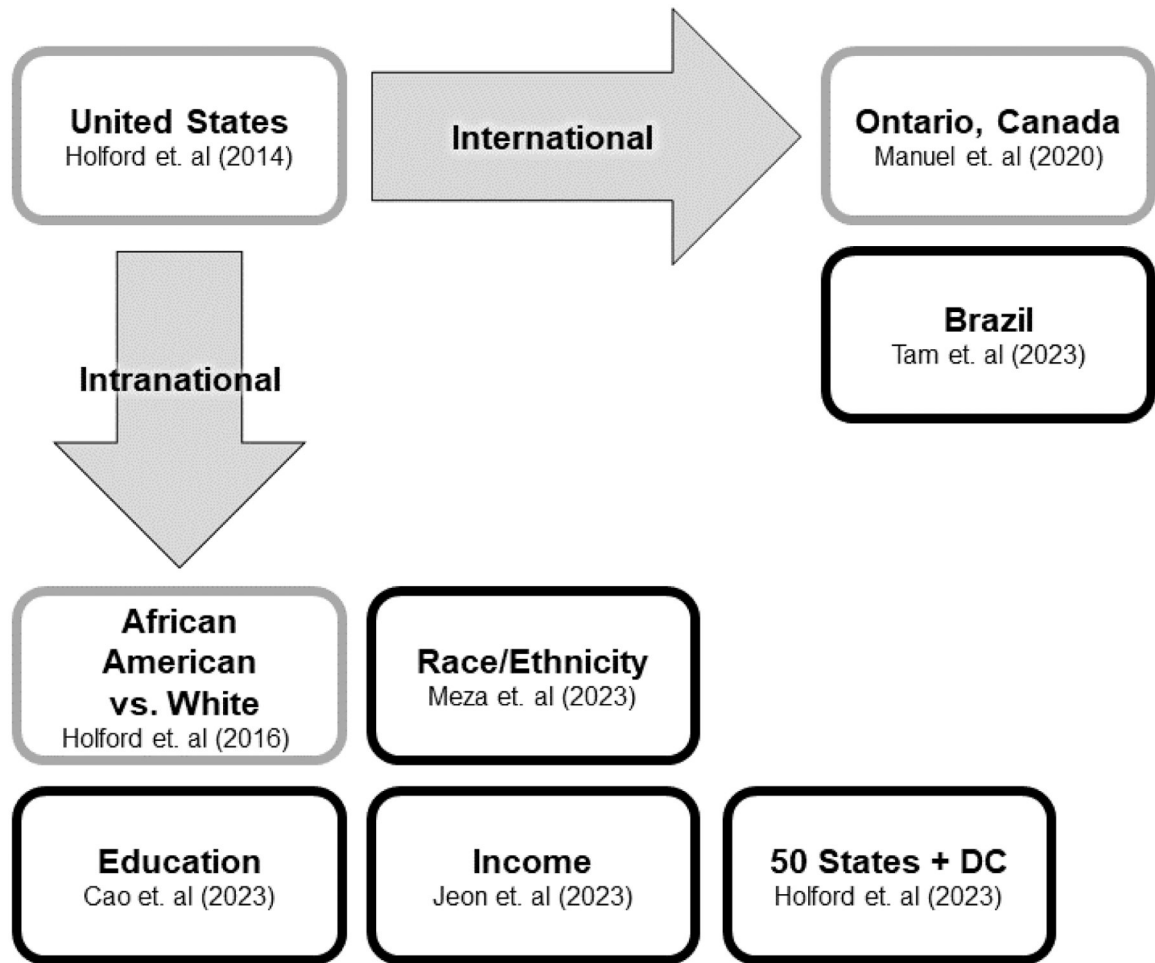 United States
Holford et. al (2014)
International
Ontario, Canada
Manuel et. al (2020)
Brazil
Tam et. al (2023)
Intranational
African
American
vs. White
Holford et. al (2016)
Race/Ethnicity
Meza et. al (2023)
Education
Cao et. al (2023)
Income
Jeon et. al (2023)
50 States + DC
Holford et. al (2023)